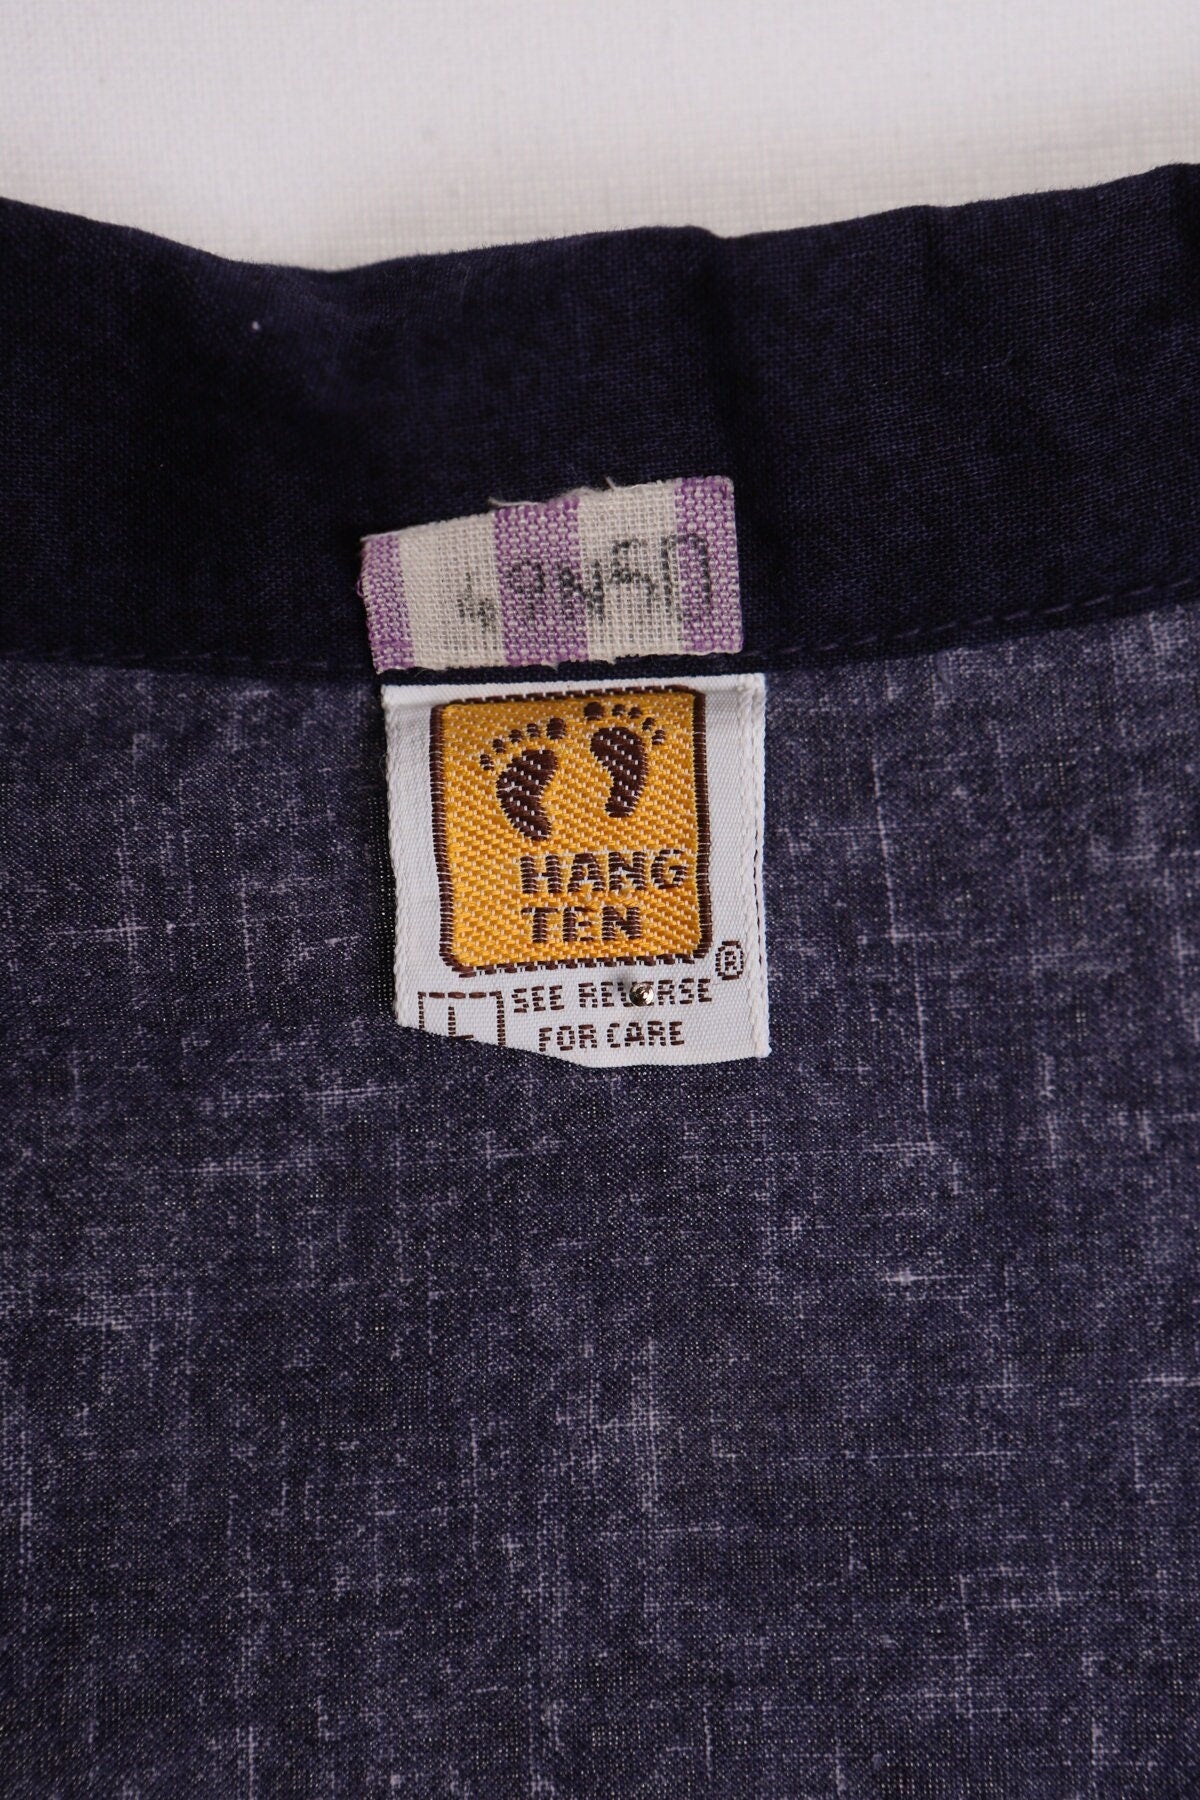 HANG
TEN
®
L
SEE REVERSE
FOR CARE